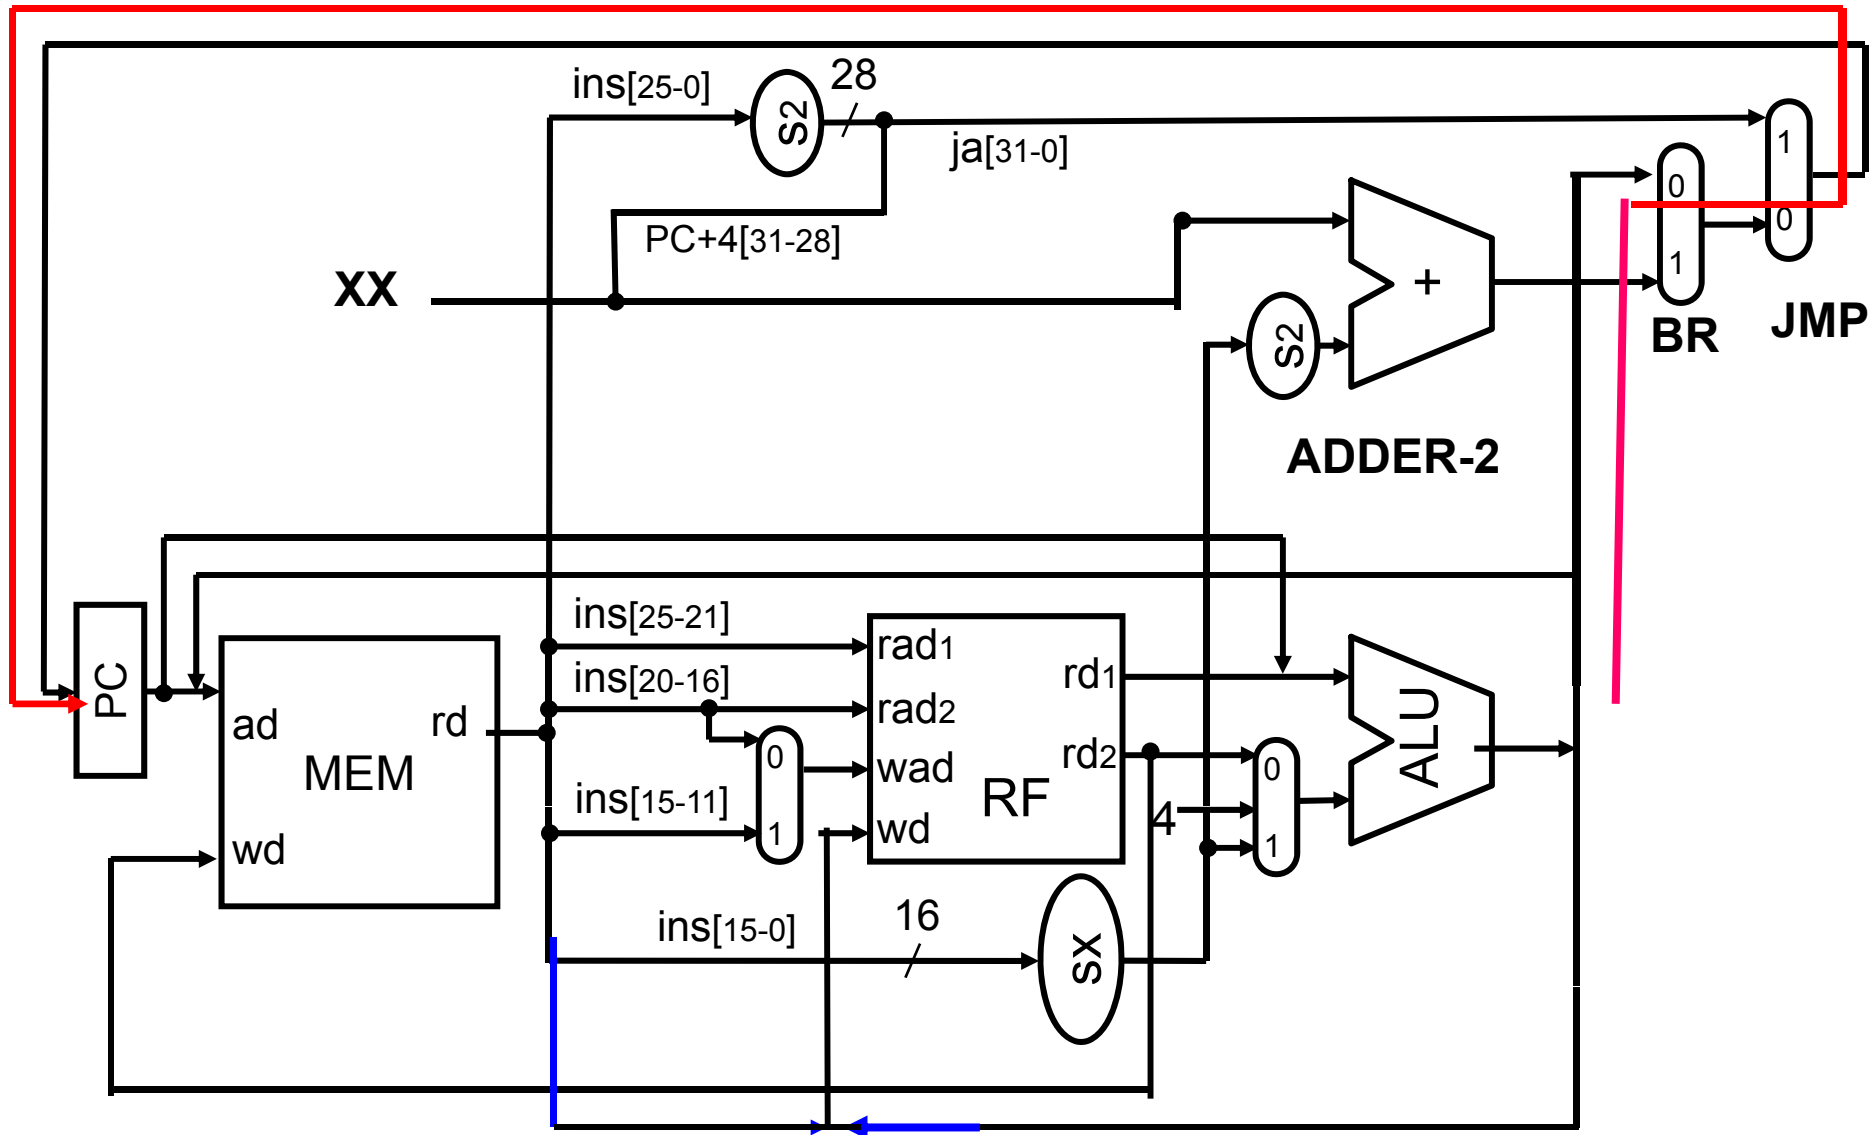 ins[25-0]
s2
28
ja[31-0]
1
0
JMP
0
1
BR
PC+4[31-28]
XX
+
s2
ADDER-2
PC
ad
rd
MEM
wd
ins[25-21]
ins[20-16]
ins[15-11]
0
1
rad1
rad2
wad
wd
rd1
rd2
RF
4
0
1
ALU
ins[15-0]
16
sx